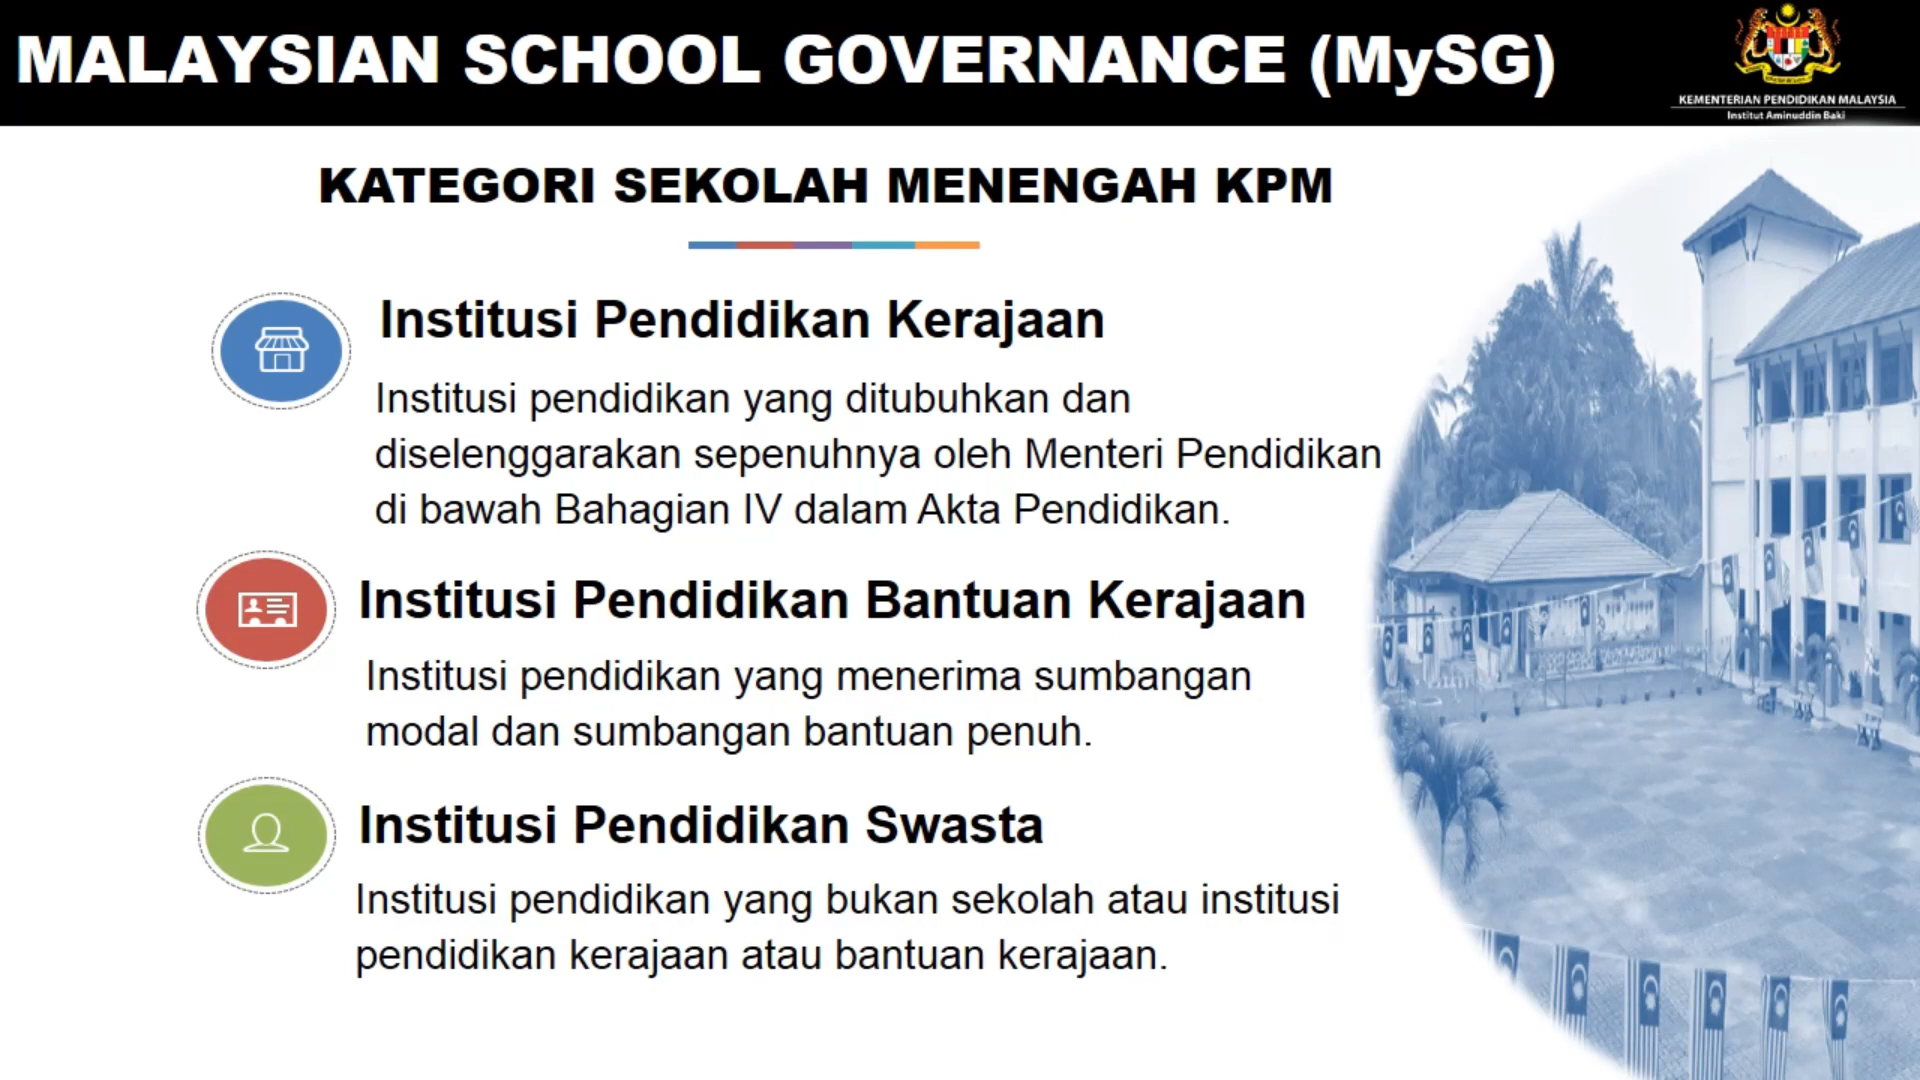 MALAYSIAN SCHOOL GOVERNANCE (MySG)
KEMENTERIAN PENDIDIKAN MALAYSIA
Institut Aminuddin Baki
KATEGORI SEKOLAH MENENGAH KPM
Institusi Pendidikan Kerajaan
Institusi pendidikan yang ditubuhkan dan
diselenggarakan sepenuhnya oleh Menteri Pendidikan
di bawah Bahagian IV dalam Akta Pendidikan.
Institusi Pendidikan Bantuan Kerajaan
Institusi pendidikan yang menerima sumbangan
modal dan sumbangan bantuan penuh.
Institusi Pendidikan Swasta
Institusi pendidikan yang bukan sekolah atau institusi
pendidikan kerajaan atau bantuan kerajaan.